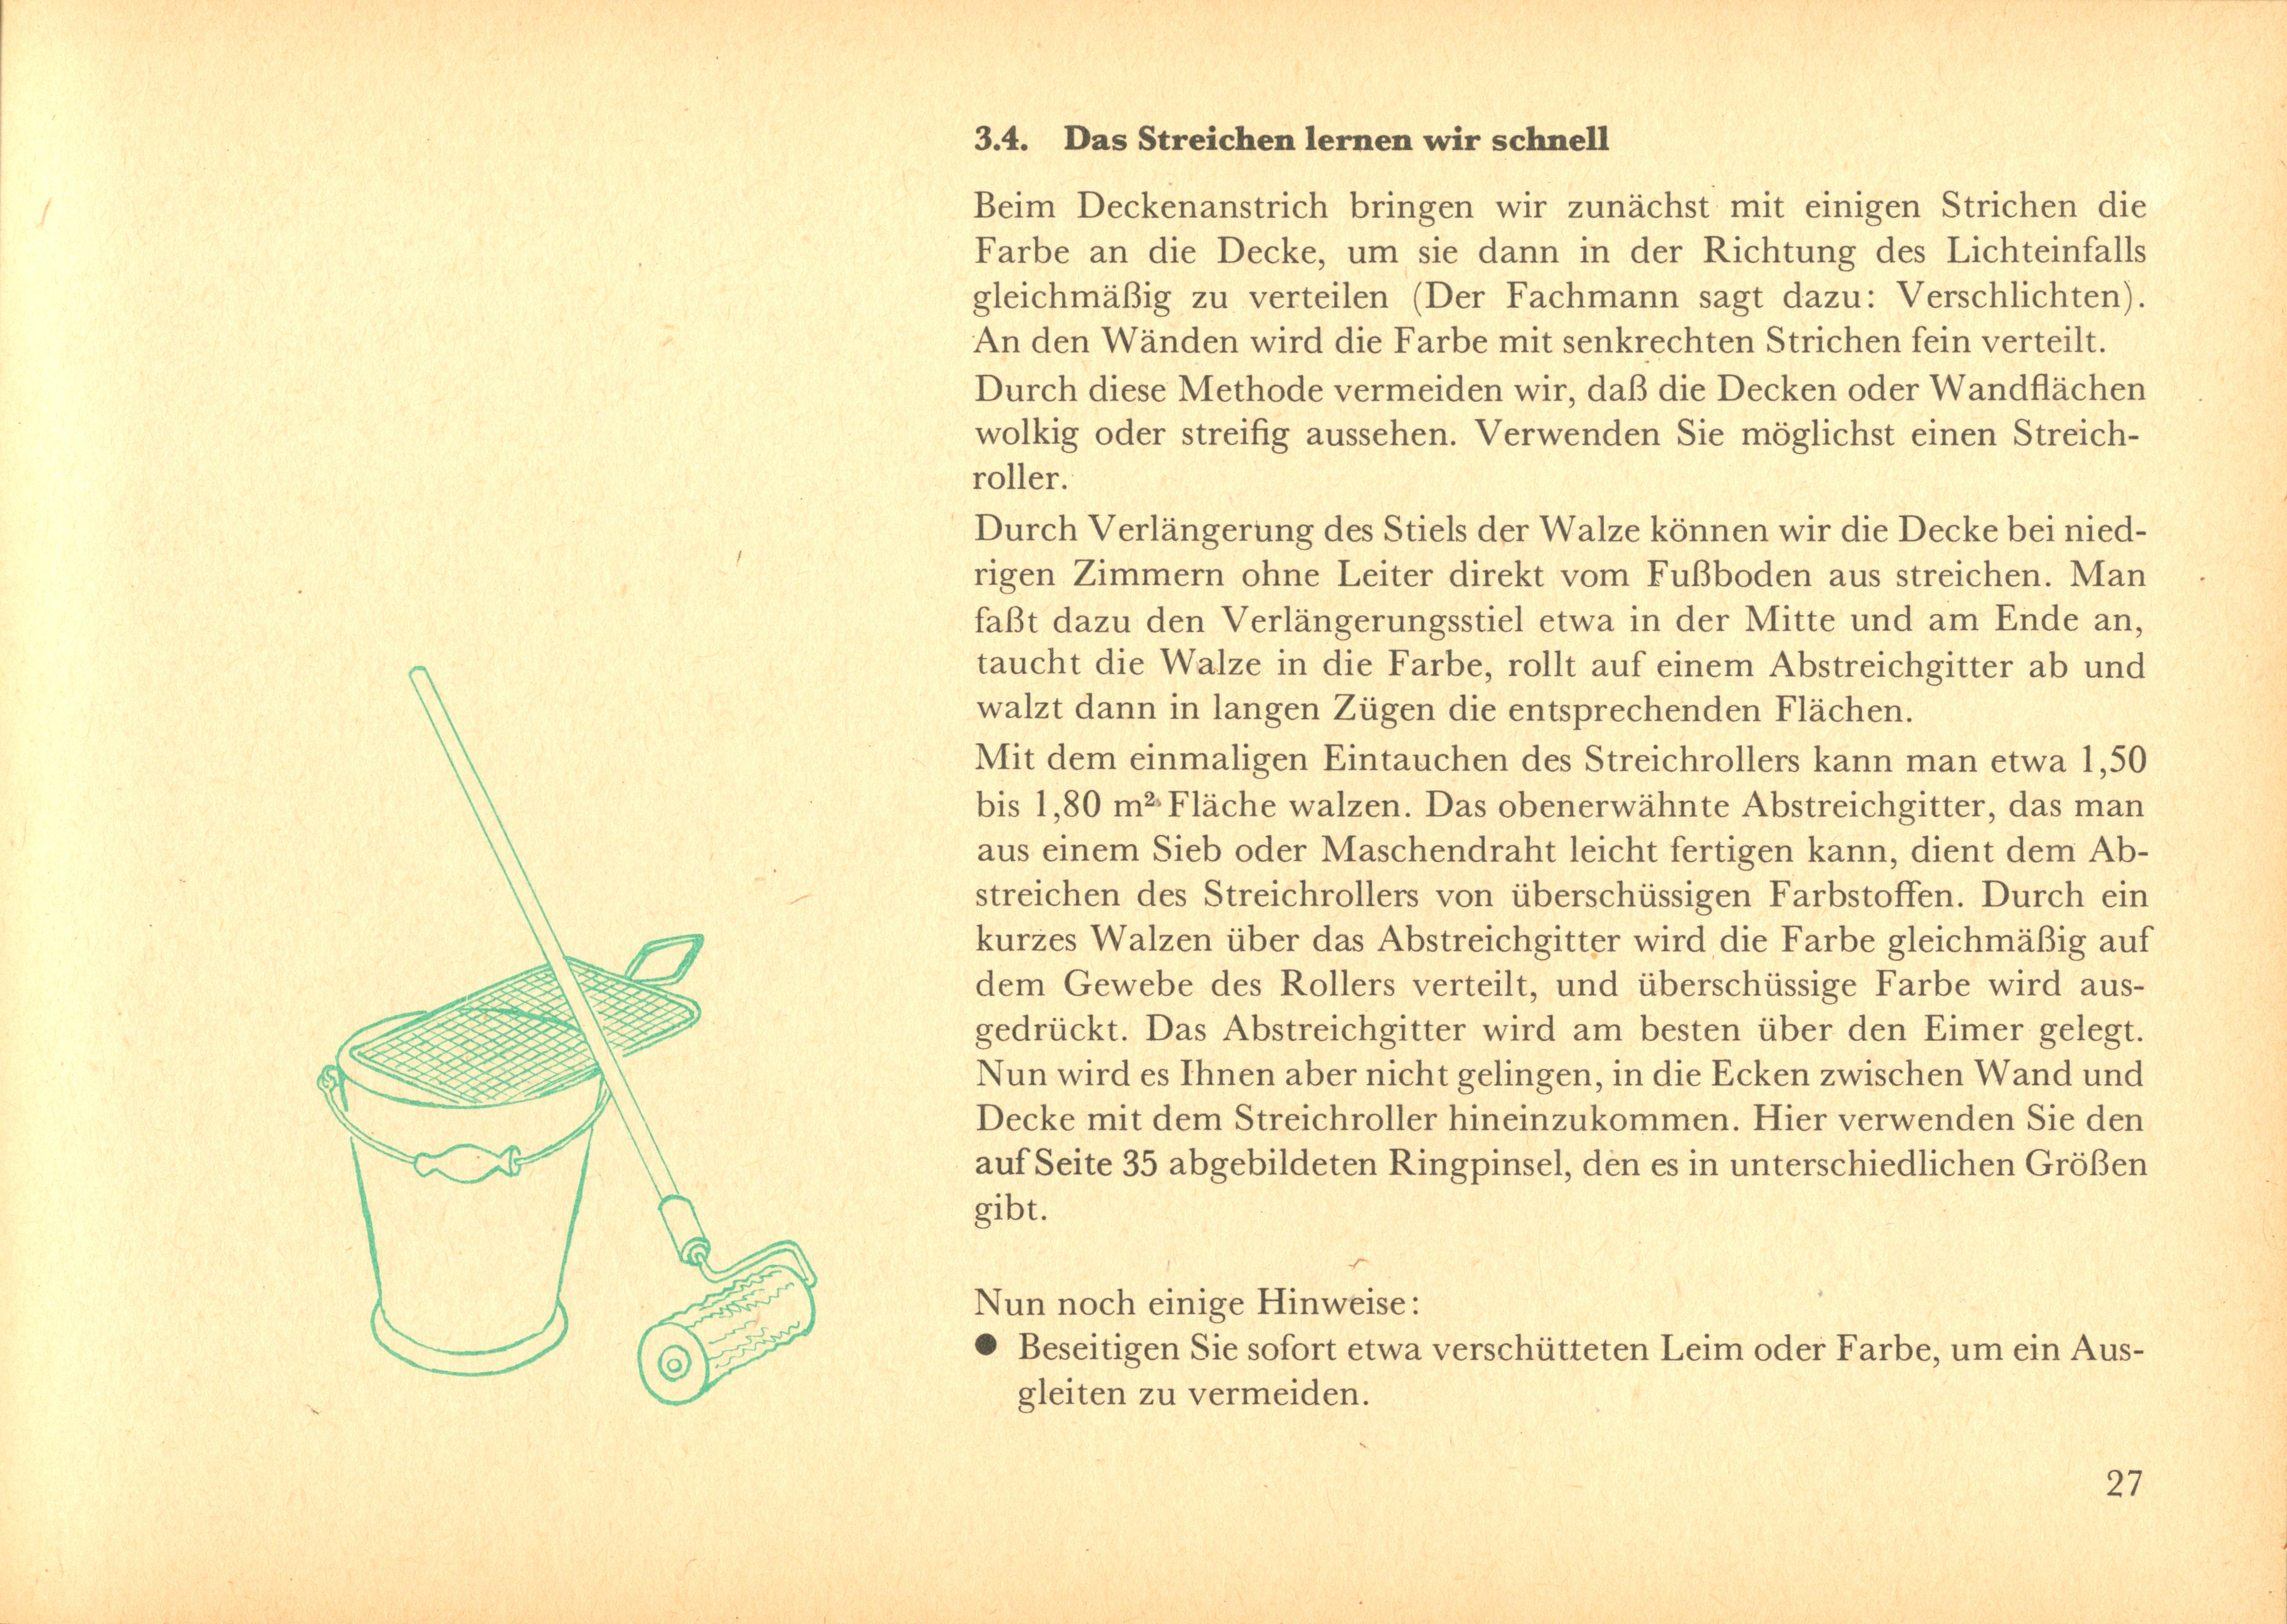 3.4. Das Streichen lernen wir schnell
Beim Deckenanstrich bringen wir zunächst mit einigen Strichen die
Farbe an die Decke, um sie dann in der Richtung des Lichteinfalls
gleichmäßig zu verteilen (Der Fachmann sagt dazu: Verschlichten).
An den Wänden wird die Farbe mit senkrechten Strichen fein verteilt.
Durch diese Methode vermeiden wir, daß die Decken oder Wandflächen
wolkig oder streifig aussehen. Verwenden Sie möglichst einen Streich-
roller.
Durch Verlängerung des Stiels der Walze können wir die Decke bei nied-
rigen Zimmern ohne Leiter direkt vom Fußboden aus streichen. Man
faßt dazu den Verlängerungsstiel etwa in der Mitte und am Ende an,
taucht die Walze in die Farbe, rollt auf einem Abstreichgitter ab und
walzt dann in langen Zügen die entsprechenden Flächen.
Mit dem einmaligen Eintauchen des Streichrollers kann man etwa 1,50
bis 1,80 m² Fläche walzen. Das obenerwähnte Abstreichgitter, das man
aus einem Sieb oder Maschendraht leicht fertigen kann, dient dem Ab-
streichen des Streichrollers von überschüssigen Farbstoffen. Durch ein
kurzes Walzen über das Abstreichgitter wird die Farbe gleichmäßig auf
dem Gewebe des Rollers verteilt, und überschüssige Farbe wird aus-
gedrückt. Das Abstreichgitter wird am besten über den Eimer gelegt.
Nun wird es Ihnen aber nicht gelingen, in die Ecken zwischen Wand und
Decke mit dem Streichroller hineinzukommen. Hier verwenden Sie den
auf Seite 35 abgebildeten Ringpinsel, den es in unterschiedlichen Größen
gibt.
Nun noch einige Hinweise:
● Beseitigen Sie sofort etwa verschütteten Leim oder Farbe, um ein Aus-
gleiten zu vermeiden.
27